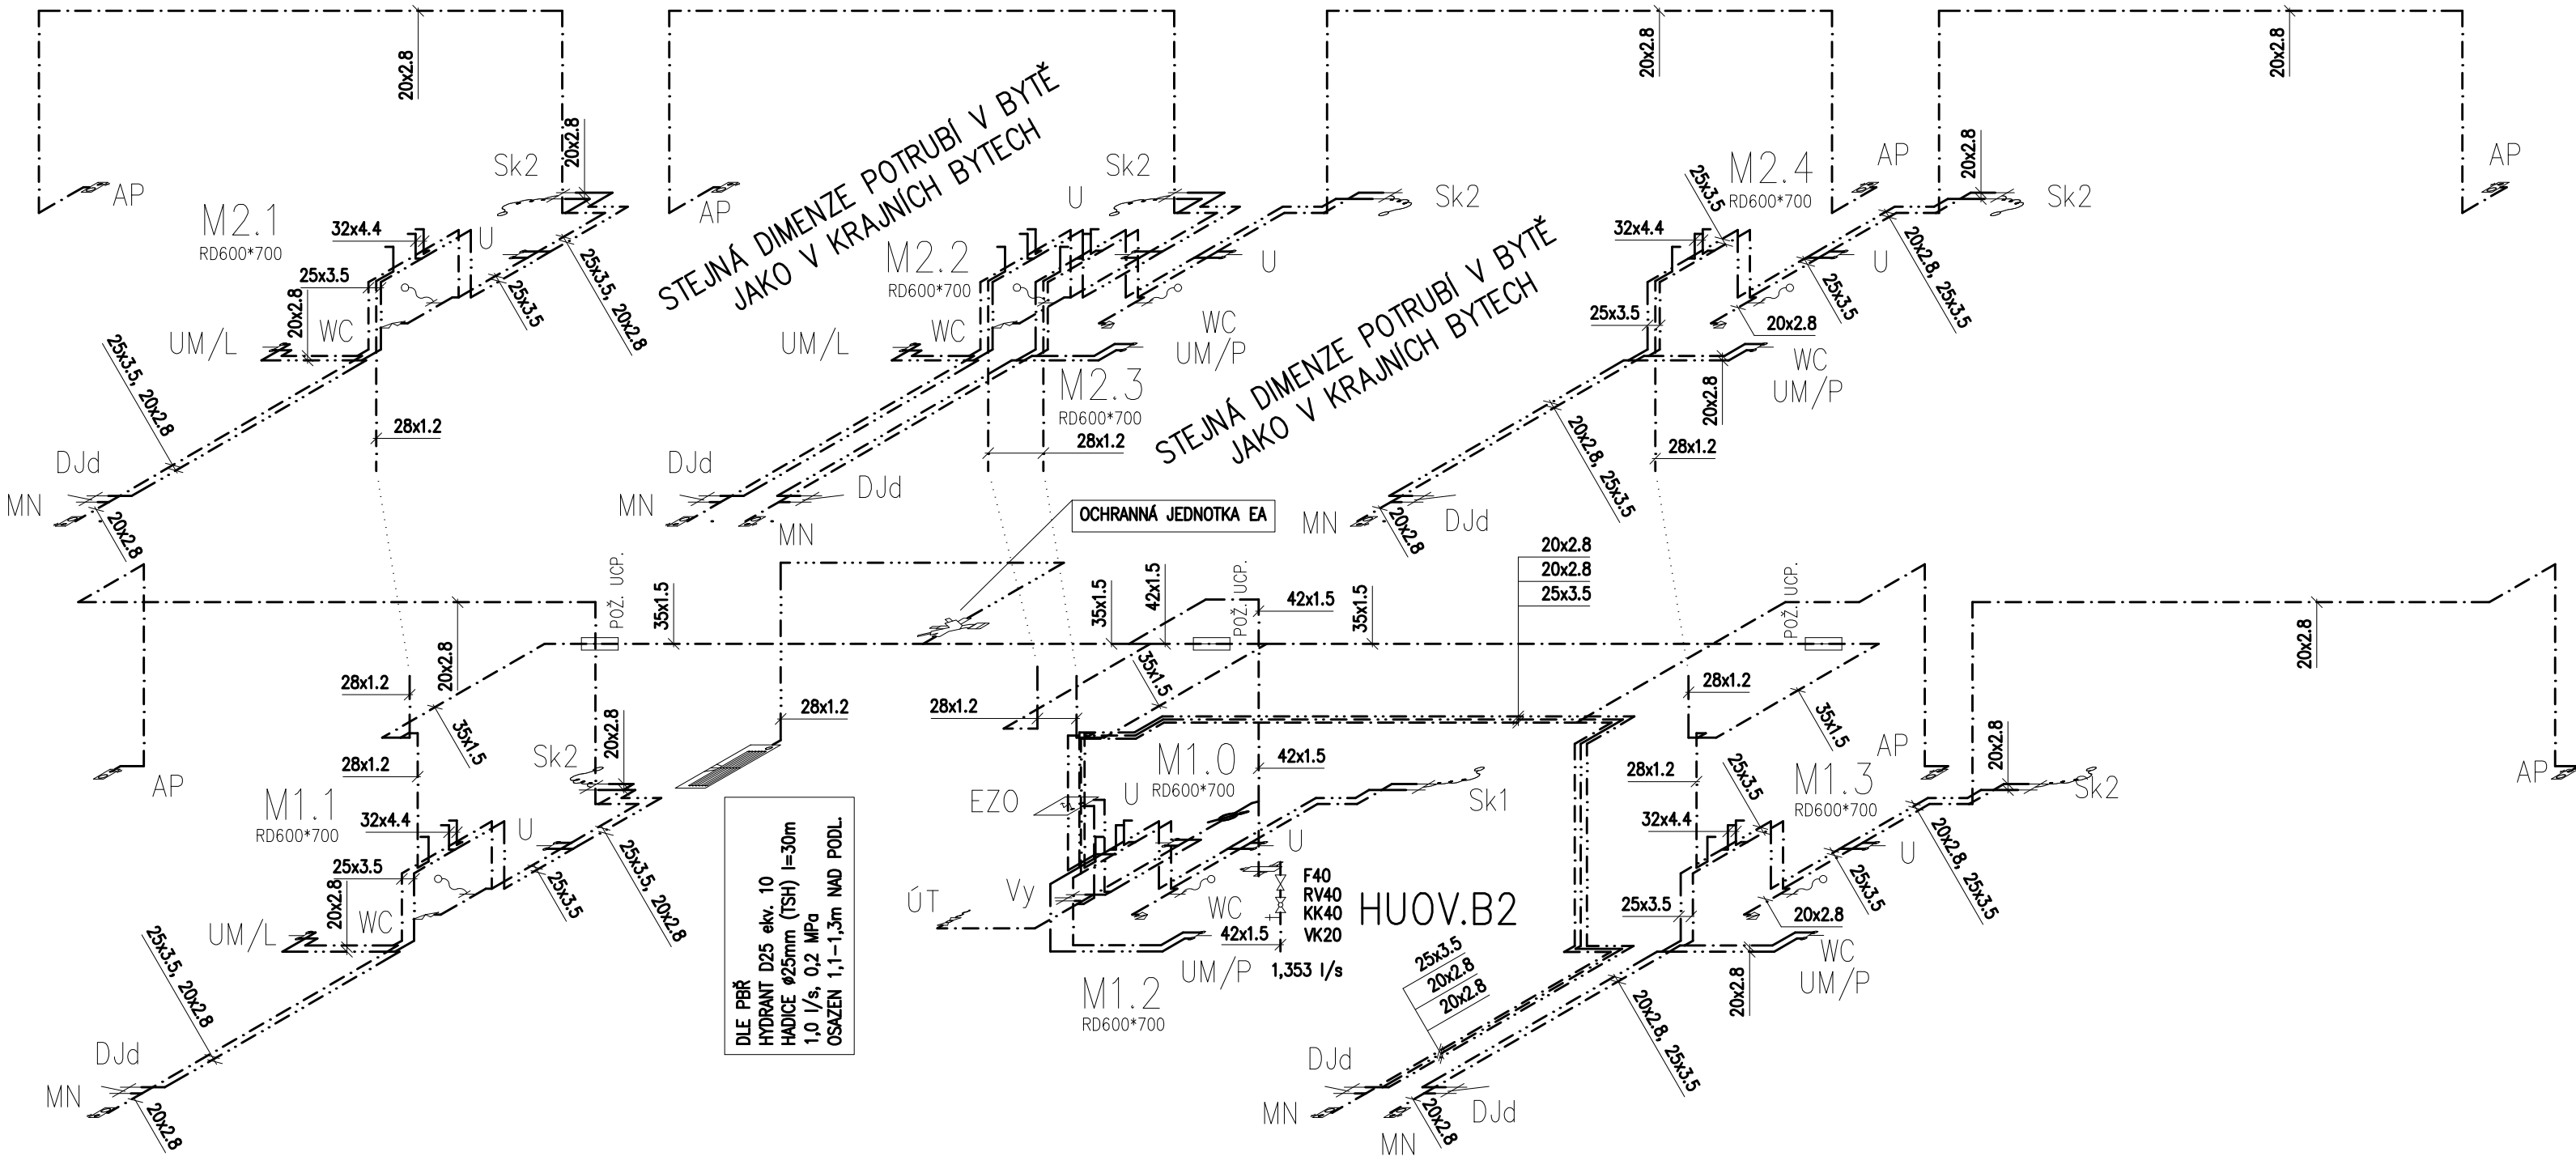 20x2.8
20x2.8
20x2.8
STEJNÁ DIMENZE POTRUBÍ V BYTĚ
JAKO V KRAJNÍCH BYTECH
AP
M2.1
RD600*700
32x4.4
25x3.5
20x2.8
UM/L
WC
U
Sk2
20x2.8
25x3.5
25x3.5, 20x2.8
25x3.5, 20x2.8
28x1.2
DJd
MN
20x2.8
AP
M2.2
RD600*700
U
Sk2
Sk2
U
UM/L
WC
WC
UM/P
M2.3
RD600*700
28x1.2
DJd
MN
DJd
MN
STEJNÁ DIMENZE POTRUBÍ V BYTĚ
JAKO V KRAJNÍCH BYTECH
25x3.5
M2.4
RD600*700
AP
20x2.8
Sk2
AP
32x4.4
25x3.5
U
20x2.8, 25x3.5
25x3.5
20x2.8
WC
UM/P
20x2.8
28x1.2
20x2.8, 25x3.5
MN
20x2.8
DJd
OCHRANNÁ JEDNOTKA EA
20x2.8
20x2.8
25x3.5
POŽ. UCP.
35x1.5
35x1.5
42x1.5
POŽ. UCP.
42x1.5
35x1.5
POŽ. UCP.
20x2.8
20x2.8
28x1.2
35x1.5
28x1.2
AP
28x1.2
28x1.2
35x1.5
28x1.2
35x1.5
Sk2
20x2.8
M1.1
RD600*700
32x4.4
25x3.5
20x2.8
UM/L
WC
U
25x3.5
25x3.5, 20x2.8
25x3.5, 20x2.8
DJd
MN
20x2.8
DLE PBŘ
HYDRANT D25 ekv. 10
HADICE ø25mm (TSH) l=30m
1,0 l/s, 0,2 MPa
OSAZEN 1,1-1,3m NAD PODL.
M1.0
RD600*700
42x1.5
EZO
U
Sk1
U
ÚT
Vy
WC
UM/P
M1.2
RD600*700
F40
RV40
KK40
VK20
42x1.5
1,353 l/s
HUOV.B2
28x1.2
25x3.5
M1.3
RD600*700
AP
20x2.8
Sk2
AP
32x4.4
25x3.5
U
20x2.8, 25x3.5
25x3.5
20x2.8
WC
UM/P
20x2.8
25x3.5
20x2.8
20x2.8
20x2.8, 25x3.5
DJd
MN
20x2.8
DJd
MN